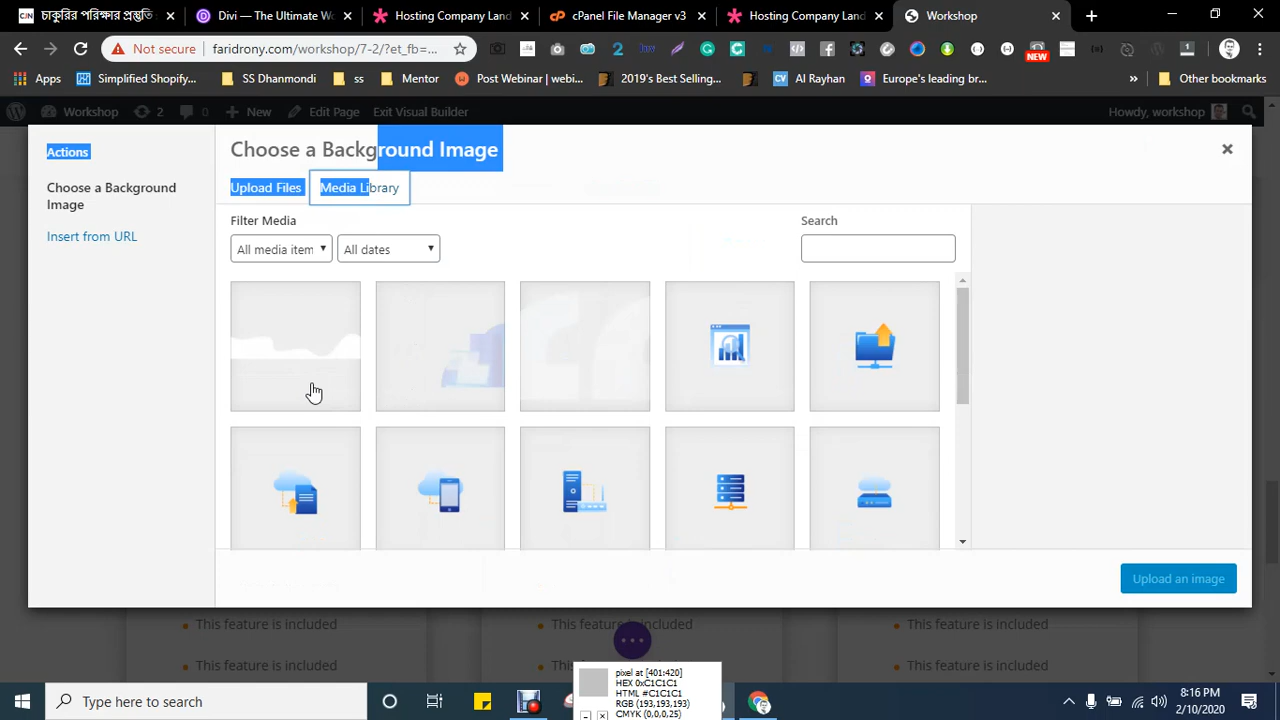 চাকুরির পরিক্ষার প্রস্তুতি
Divi – The Ultimate W
Hosting Company Land
cPanel File Manager v3
Hosting Company Land
Workshop
Not secure
faridrony.com/workshop/7-2/?et_fb=...
NEW
Apps
Simplified Shopify...
SS Dhanmondi
ss
Mentor
Post Webinar | webi...
2019's Best Selling...
CV
Al Rayhan
Europe's leading br...
Other bookmarks
Workshop
2
0
New
Edit Page
Exit Visual Builder
Howdy, workshop
Actions
Choose a Background Image
Choose a Background
Image
Insert from URL
Upload Files
Media Library
Filter Media
Search
All media item
All dates
Upload an image
This feature is included
This feature is included
This feature is included
This feature is included
This feature is included
This feature is included
pixel at [401:420]
HEX 0xC1C1C1
HTML #C1C1C1
RGB (193,193,193)
CMYK (0,0,0,25)
Type here to search
8:16 PM
2/10/2020